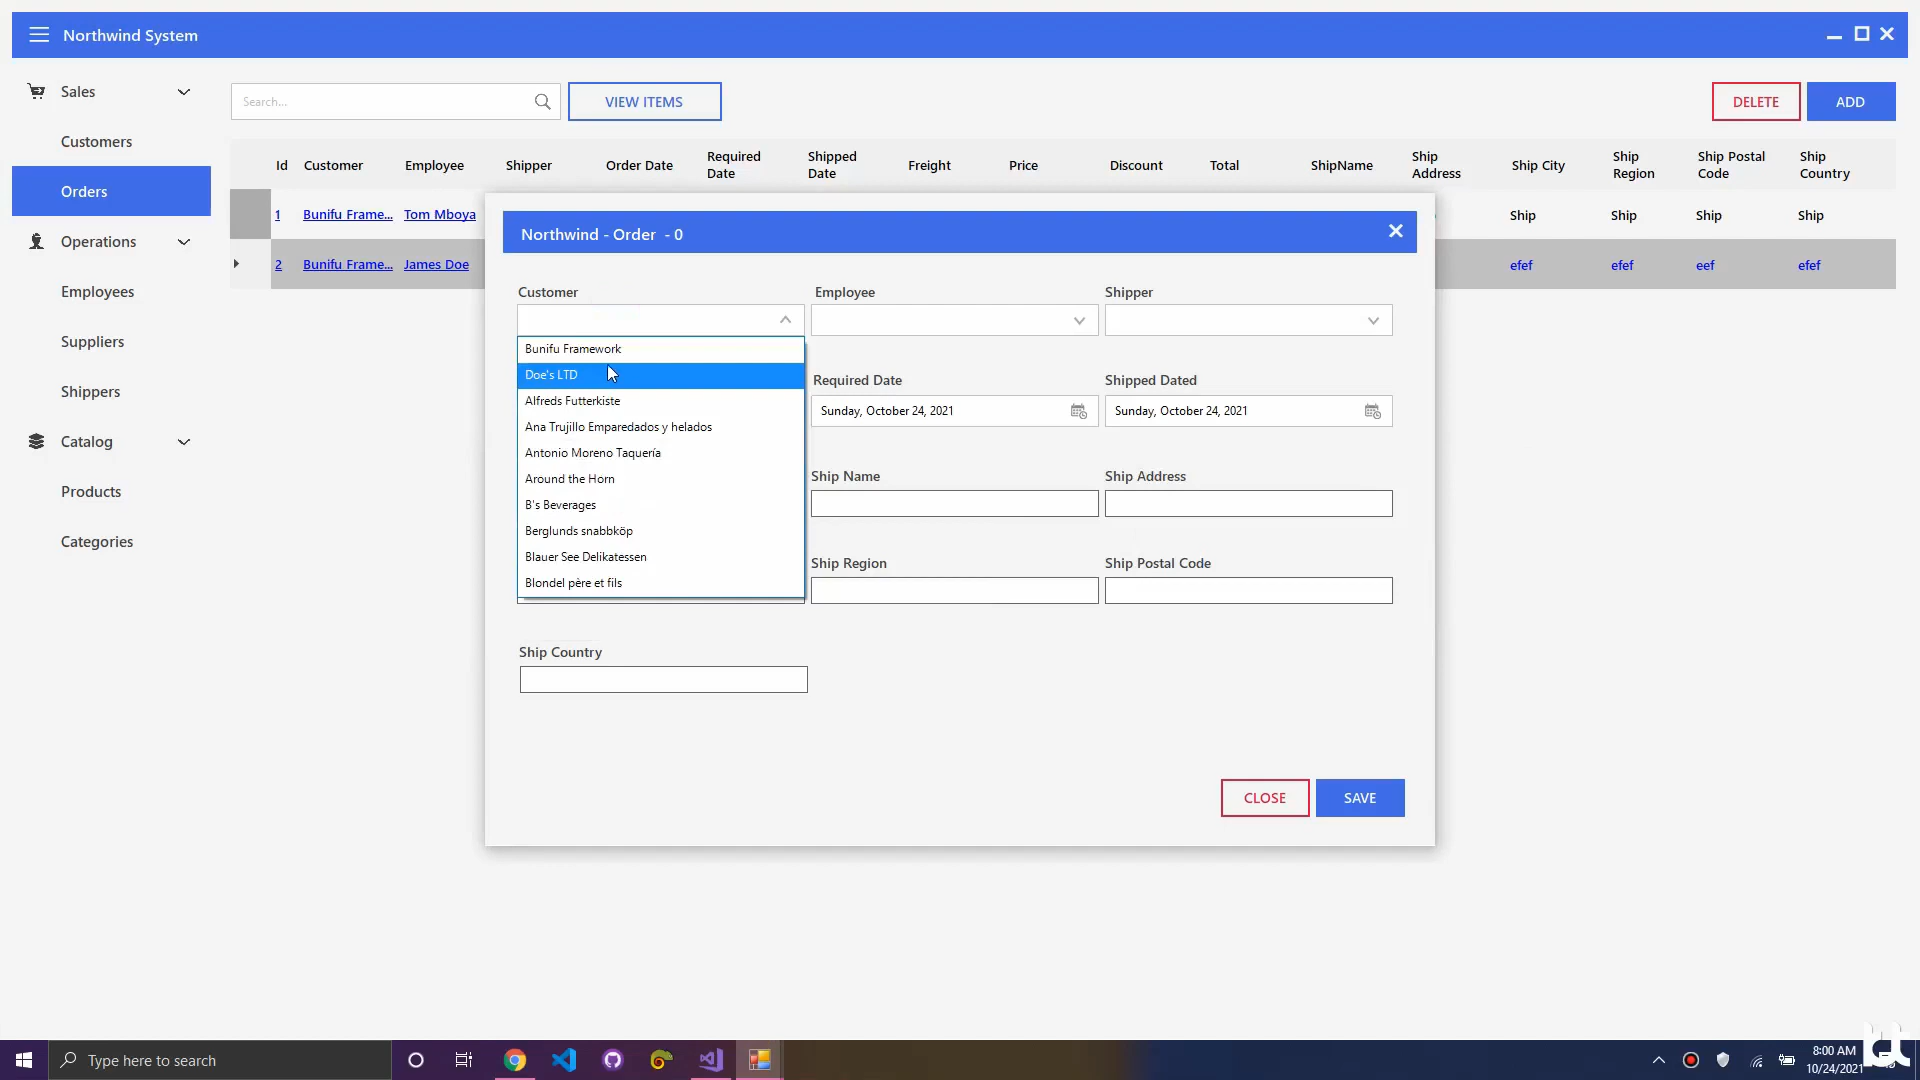 Northwind System
Sales
Search...
VIEW ITEMS
DELETE
ADD
Customers
Orders
Operations
Employees
Suppliers
Shippers
Catalog
Products
Categories
Id Customer Employee Shipper Order Date Required Date Shipped Date Freight Price Discount Total ShipName Ship Address Ship City Ship Region Ship Postal Code Ship Country
1 Bunifu Frame... Tom Mboya Ship Ship Ship Ship
2 Bunifu Frame... James Doe efef efef eef efef
Northwind - Order - 0
Customer Employee Shipper
Bunifu Framework
Doe's LTD
Alfreds Futterkiste
Ana Trujillo Emparedados y helados
Antonio Moreno Taquería
Around the Horn
B's Beverages
Berglunds snabbköp
Blauer See Delikatessen
Blondel père et fils
Required Date Shipped Dated
Sunday, October 24, 2021 Sunday, October 24, 2021
Ship Name Ship Address
Ship Region Ship Postal Code
Ship Country
CLOSE SAVE
Type here to search
8:00 AM
10/24/2021